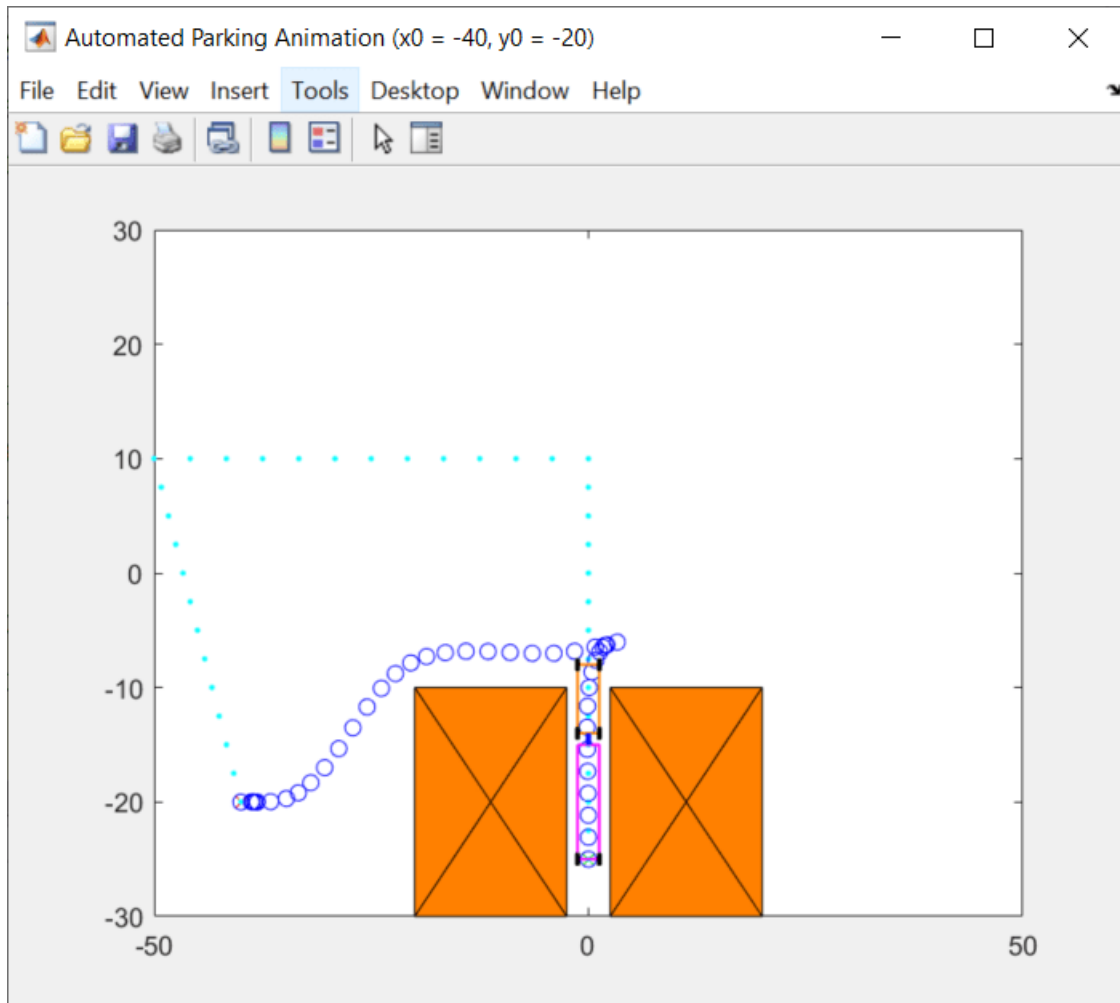 Automated Parking Animation (x0 = -40, y0 = -20)
File Edit View Insert Tools Desktop Window Help
30
20
10
0
-10
-20
-30
-50 0 50